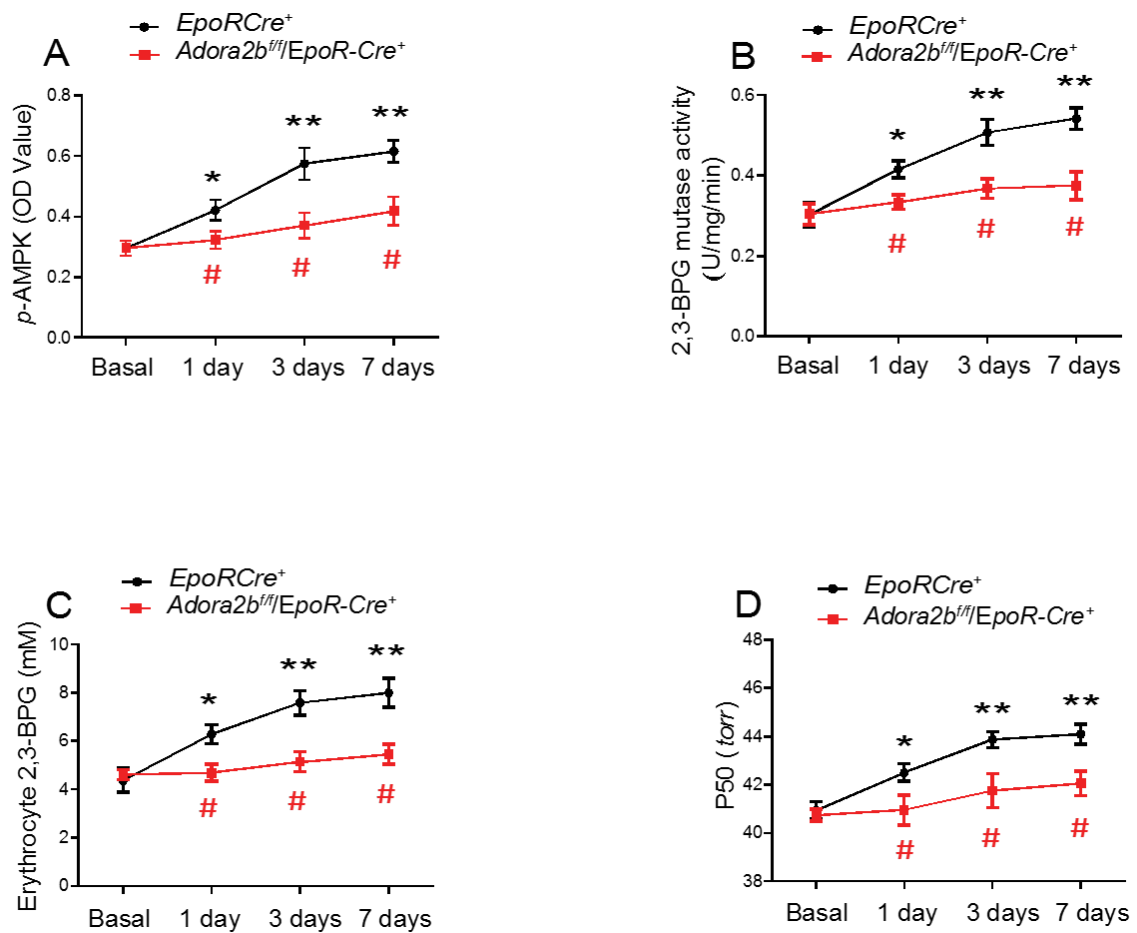 A
EpoRCre+
Adora2bf/f/EpoR-Cre+
p-AMPK (OD Value)
0.8
0.6
0.4
0.2
0.0
*
**
**
#
#
#
Basal
1 day
3 days
7 days
B
EpoRCre+
Adora2bf/f/EpoR-Cre+
2,3-BPG mutase activity
(U/mg/min)
0.6
0.4
0.2
0.0
*
**
**
#
#
#
Basal
1 day
3 days
7 days
C
EpoRCre+
Adora2bf/f/EpoR-Cre+
Erythrocyte 2,3-BPG (mM)
10
8
6
4
2
0
*
**
**
#
#
#
Basal
1 day
3 days
7 days
D
EpoRCre+
Adora2bf/f/EpoR-Cre+
P50 (torr)
48
46
44
42
40
38
*
**
**
#
#
#
Basal
1 day
3 days
7 days